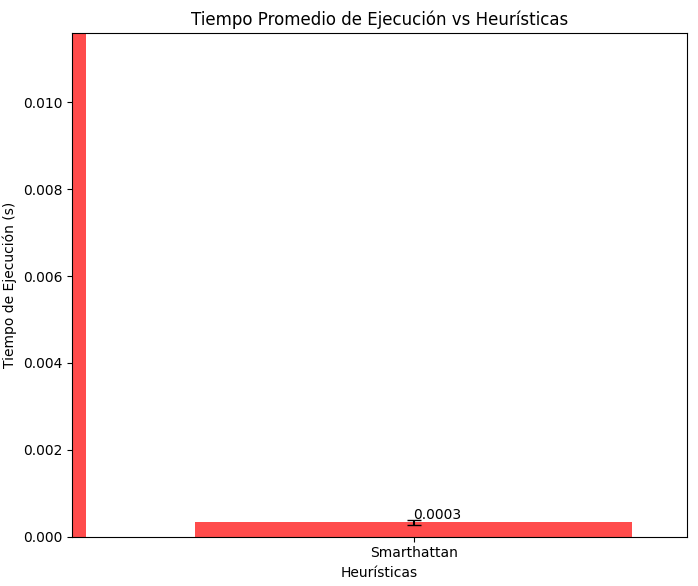 Tiempo Promedio de Ejecución vs Heurísticas
Tiempo de Ejecución (s)
0.010
0.008
0.006
0.004
0.002
0.000
0.0003
Smarthattan
Heurísticas